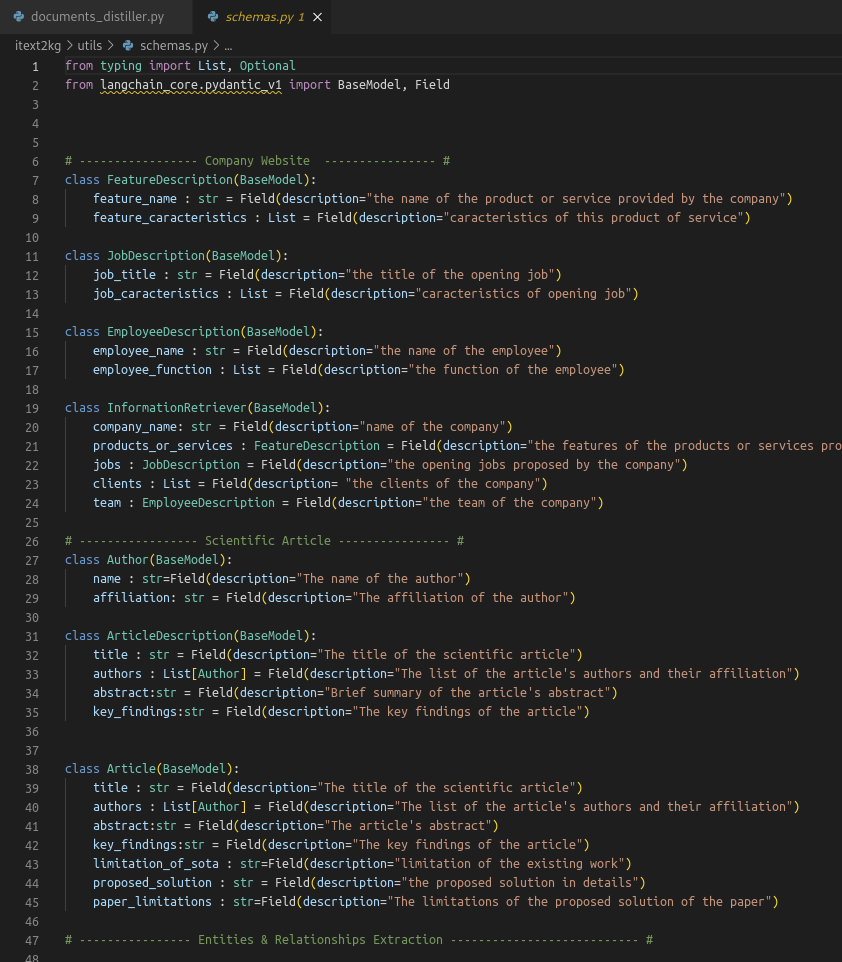 documents_distiller.py schemas.py 1
itext2kg > utils > schemas.py > ...
1 from typing import List, Optional
2 from langchain_core.pydantic_v1 import BaseModel, Field
3
4
5
6 # ----------------- Company Website  ---------------- #
7 class FeatureDescription(BaseModel):
8     feature_name : str = Field(description="the name of the product or service provided by the company")
9     feature_caracteristics : List = Field(description="caracteristics of this product of service")
10
11 class JobDescription(BaseModel):
12     job_title : str = Field(description="the title of the opening job")
13     job_caracteristics : List = Field(description="caracteristics of opening job")
14
15 class EmployeeDescription(BaseModel):
16     employee_name : str = Field(description="the name of the employee")
17     employee_function : List = Field(description="the function of the employee")
18
19 class InformationRetriever(BaseModel):
20     company_name: str = Field(description="name of the company")
21     products_or_services : FeatureDescription = Field(description="the features of the products or services pro
22     jobs : JobDescription = Field(description="the opening jobs proposed by the company")
23     clients : List = Field(description= "the clients of the company")
24     team : EmployeeDescription = Field(description="the team of the company")
25
26 # ----------------- Scientific Article ---------------- #
27 class Author(BaseModel):
28     name : str=Field(description="The name of the author")
29     affiliation: str = Field(description="The affiliation of the author")
30
31 class ArticleDescription(BaseModel):
32     title : str = Field(description="The title of the scientific article")
33     authors : List[Author] = Field(description="The list of the article's authors and their affiliation")
34     abstract:str = Field(description="Brief summary of the article's abstract")
35     key_findings:str = Field(description="The key findings of the article")
36
37
38 class Article(BaseModel):
39     title : str = Field(description="The title of the scientific article")
40     authors : List[Author] = Field(description="The list of the article's authors and their affiliation")
41     abstract:str = Field(description="The article's abstract")
42     key_findings:str = Field(description="The key findings of the article")
43     limitation_of_sota : str=Field(description="limitation of the existing work")
44     proposed_solution : str = Field(description="the proposed solution in details")
45     paper_limitations : str=Field(description="The limitations of the proposed solution of the paper")
46
47 # ---------------- Entities & Relationships Extraction --------------------------- #
48